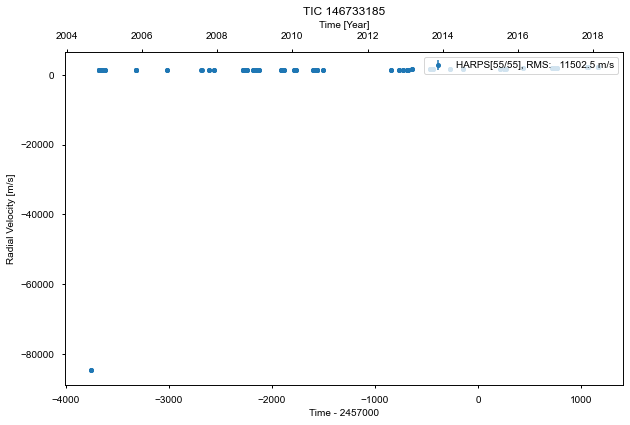 TIC 146733185
Time [Year]
2004 2006 2008 2010 2012 2014 2016 2018
HARPS[55/55], RMS: 11502.5 m/s
Radial Velocity [m/s]
0
−20000
−40000
−60000
−80000
−4000 −3000 −2000 −1000 0 1000
Time - 2457000